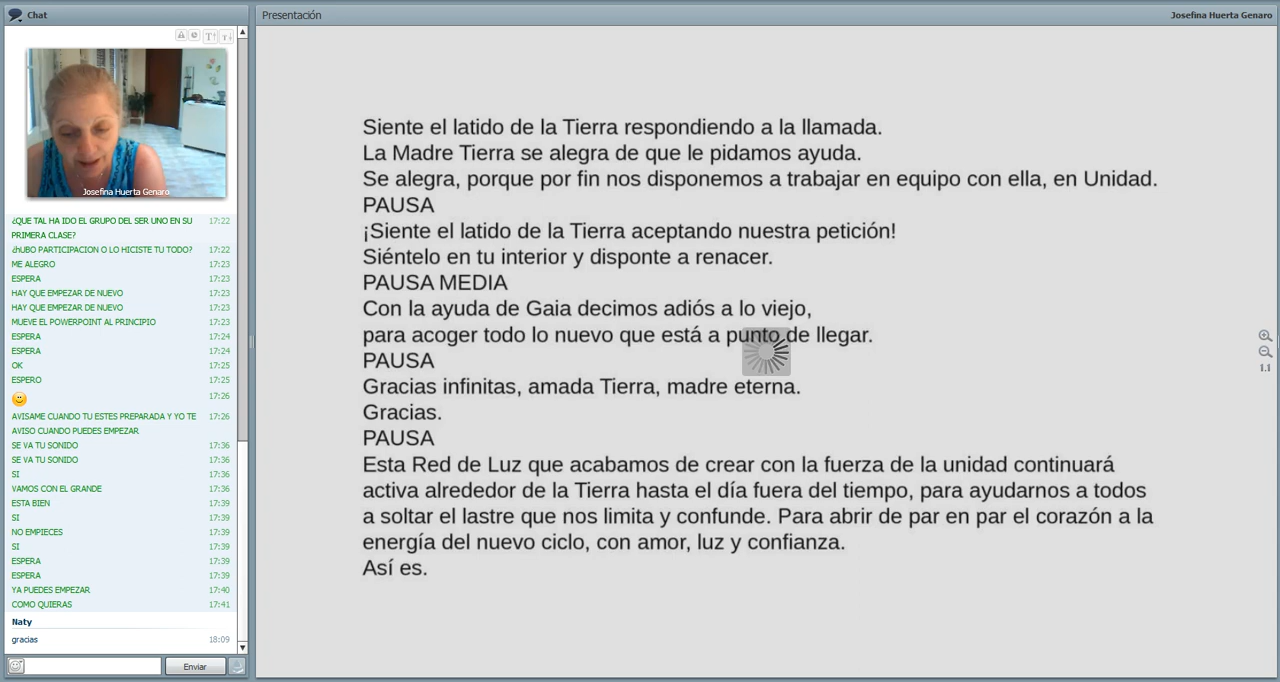 Chat
T↑ T↓
Josefina Huerta Genaro
¿QUE TAL HA IDO EL GRUPO DEL SER UNO EN SU 17:22
PRIMERA CLASE?
¿hUBO PARTICIPACION O LO HICISTE TU TODO? 17:22
ME ALEGRO 17:23
ESPERA 17:23
HAY QUE EMPEZAR DE NUEVO 17:23
HAY QUE EMPEZAR DE NUEVO 17:23
MUEVE EL POWERPOINT AL PRINCIPIO 17:23
ESPERA 17:24
ESPERA 17:24
OK 17:25
ESPERO 17:25
17:26
AVISAME CUANDO TU ESTES PREPARADA Y YO TE 17:26
AVISO CUANDO PUEDES EMPEZAR
SE VA TU SONIDO 17:36
SE VA TU SONIDO 17:36
SI 17:36
VAMOS CON EL GRANDE 17:36
ESTA BIEN 17:39
SI 17:39
NO EMPIECES 17:39
SI 17:39
ESPERA 17:39
ESPERA 17:39
YA PUEDES EMPEZAR 17:40
COMO QUIERAS 17:41
Naty
gracias 18:09
Enviar
Presentación
Josefina Huerta Genaro
Siente el latido de la Tierra respondiendo a la llamada.
La Madre Tierra se alegra de que le pidamos ayuda.
Se alegra, porque por fin nos disponemos a trabajar en equipo con ella, en Unidad.
PAUSA
¡Siente el latido de la Tierra aceptando nuestra petición!
Siéntelo en tu interior y disponte a renacer.
PAUSA MEDIA
Con la ayuda de Gaia decimos adiós a lo viejo,
para acoger todo lo nuevo que está a punto de llegar.
PAUSA
Gracias infinitas, amada Tierra, madre eterna.
Gracias.
PAUSA
Esta Red de Luz que acabamos de crear con la fuerza de la unidad continuará
activa alrededor de la Tierra hasta el día fuera del tiempo, para ayudarnos a todos
a soltar el lastre que nos limita y confunde. Para abrir de par en par el corazón a la
energía del nuevo ciclo, con amor, luz y confianza.
Así es.
1:1